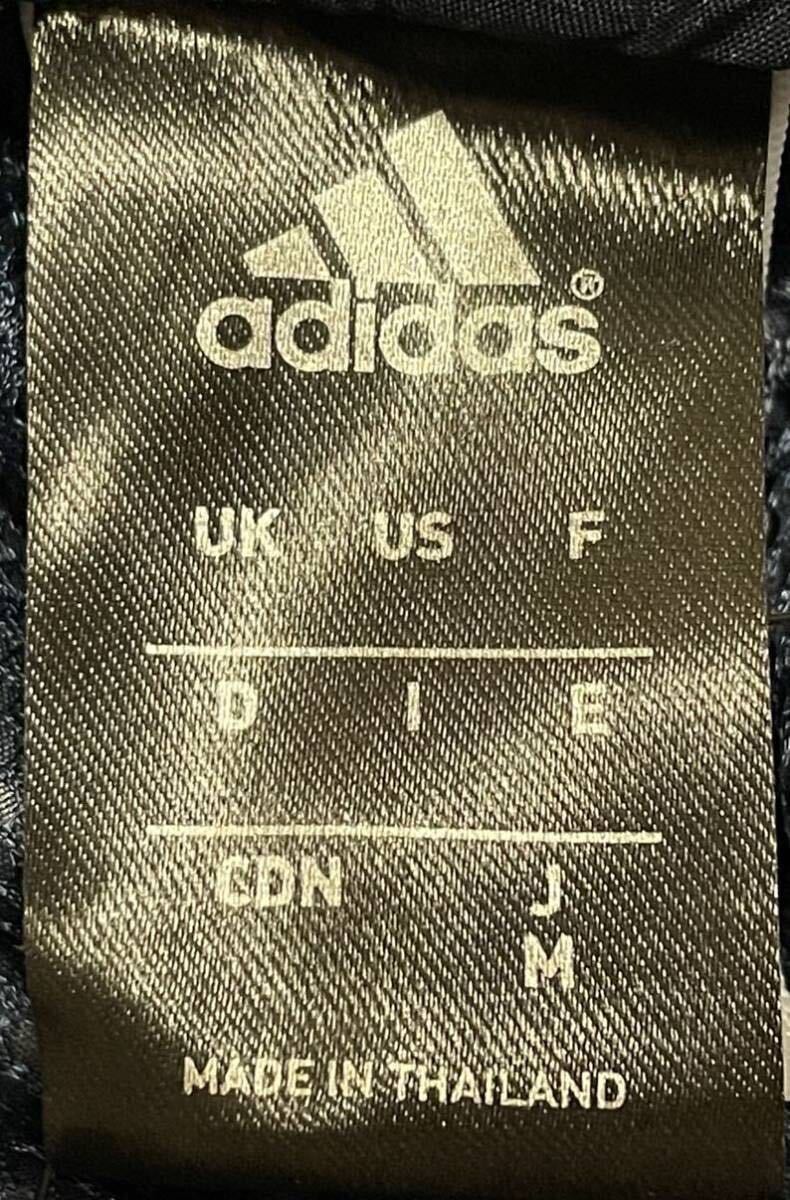 adidas®
UK US F
D I E
CDN J
M
MADE IN THAILAND